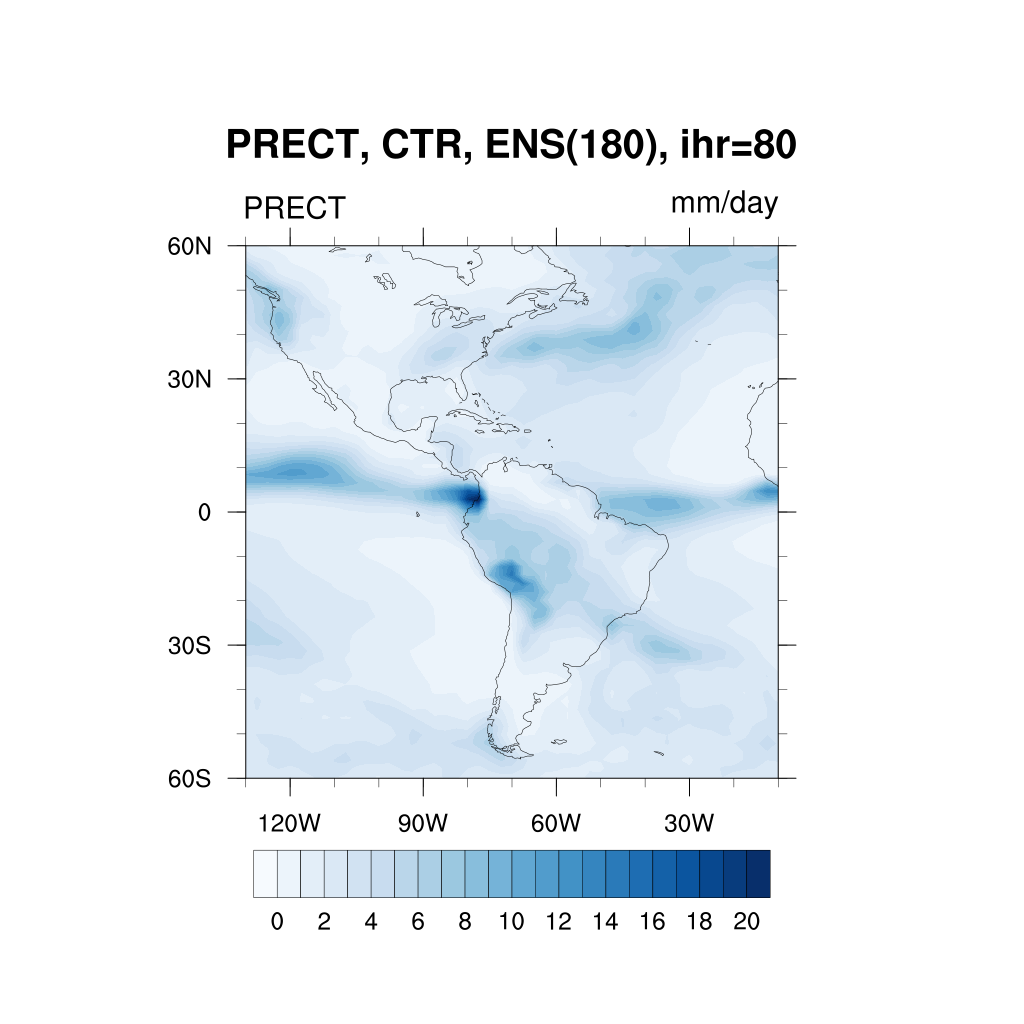 PRECT, CTR, ENS(180), ihr=80
PRECT mm/day
60N
30N
0
30S
60S
120W 90W 60W 30W
0 2 4 6 8 10 12 14 16 18 20